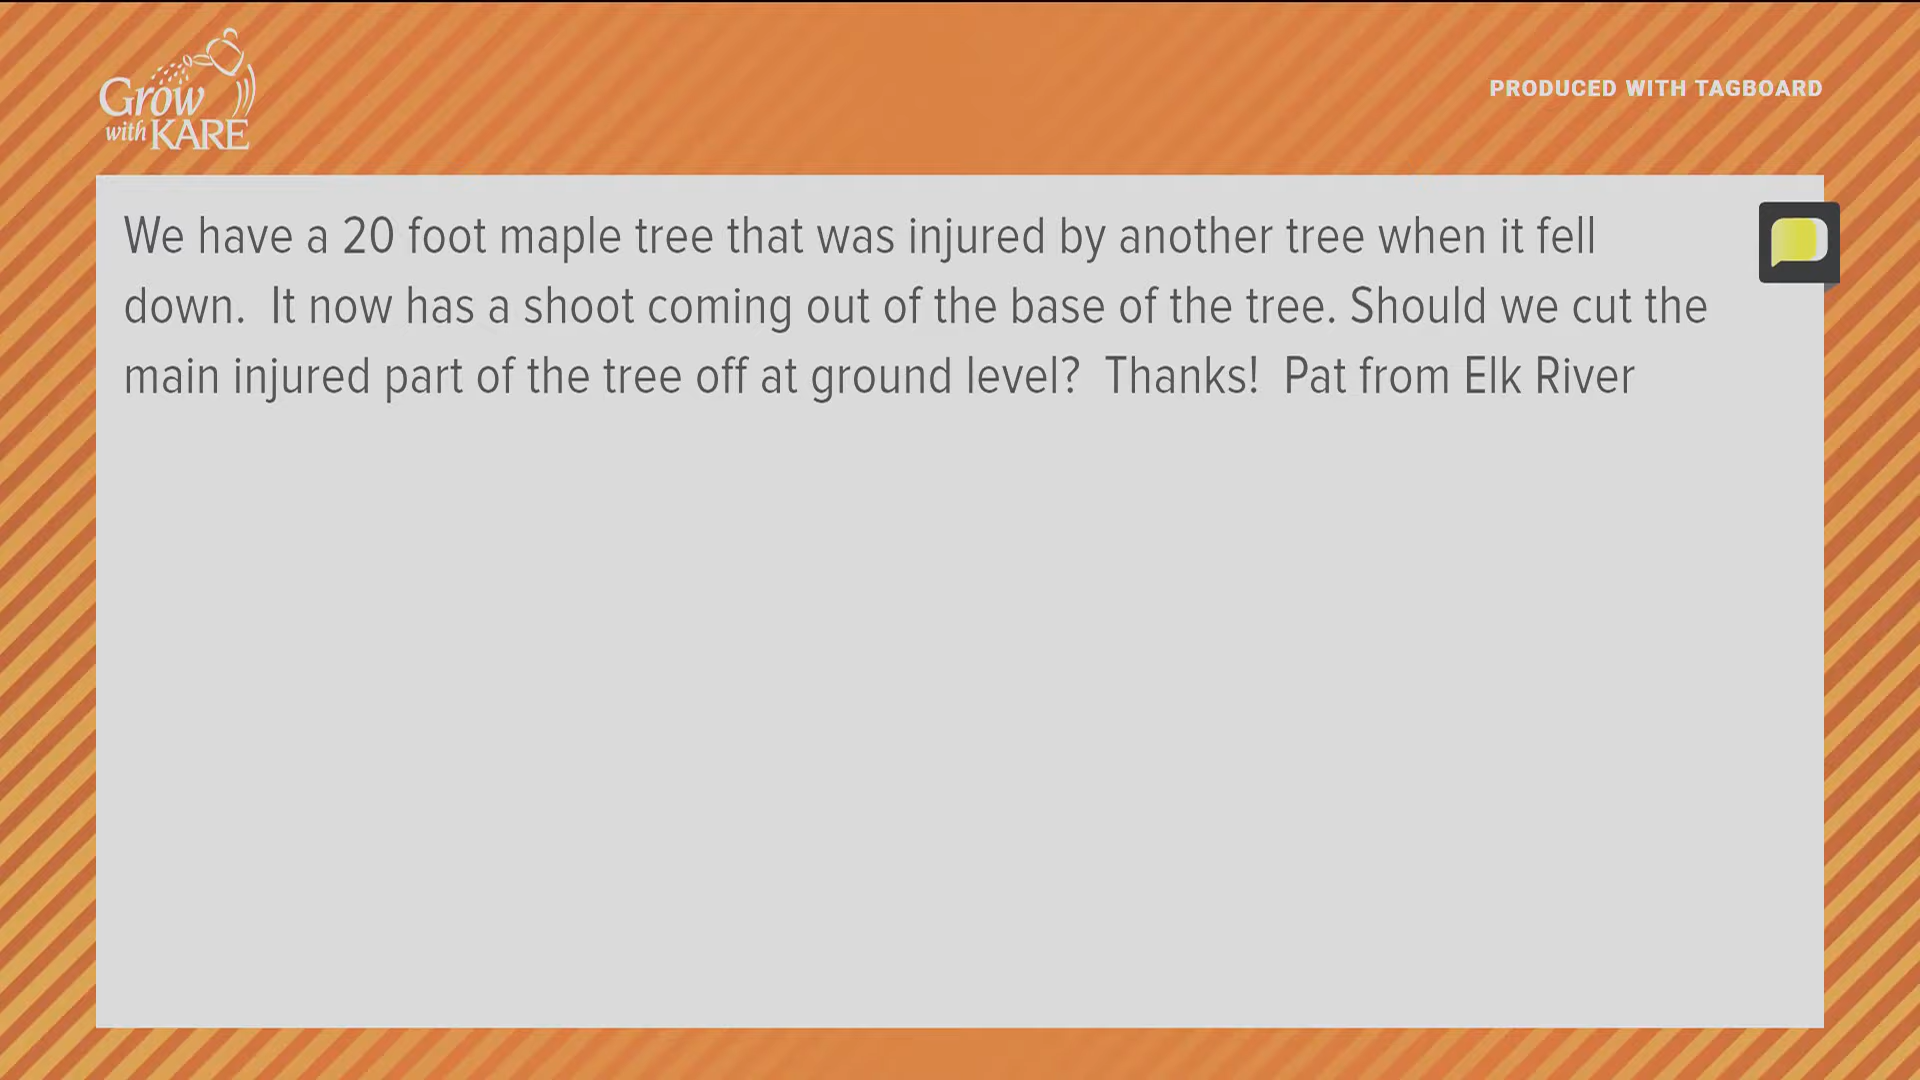 Grow
with KARE
PRODUCED WITH TAGBOARD
We have a 20 foot maple tree that was injured by another tree when it fell
down.  It now has a shoot coming out of the base of the tree. Should we cut the
main injured part of the tree off at ground level?  Thanks!  Pat from Elk River